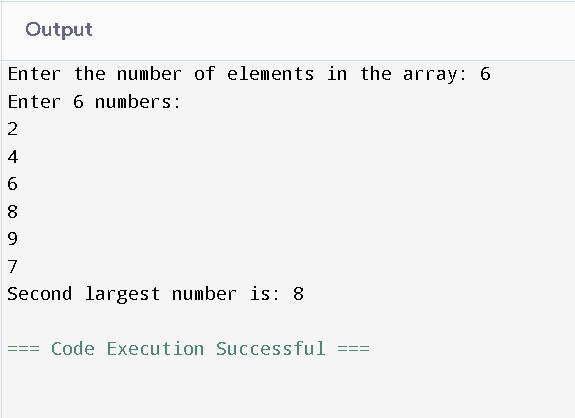 Output
Enter the number of elements in the array: 6
Enter 6 numbers:
2
4
6
8
9
7
Second largest number is: 8
=== Code Execution Successful ===